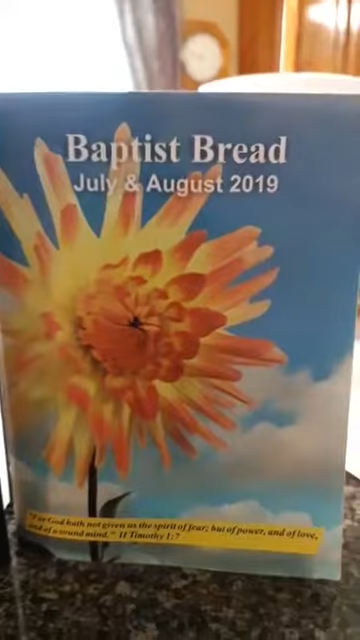 Baptist Bread
July & August 2019
"For God hath not given us the spirit of fear; but of power, and of love,
and of a sound mind." II Timothy 1:7